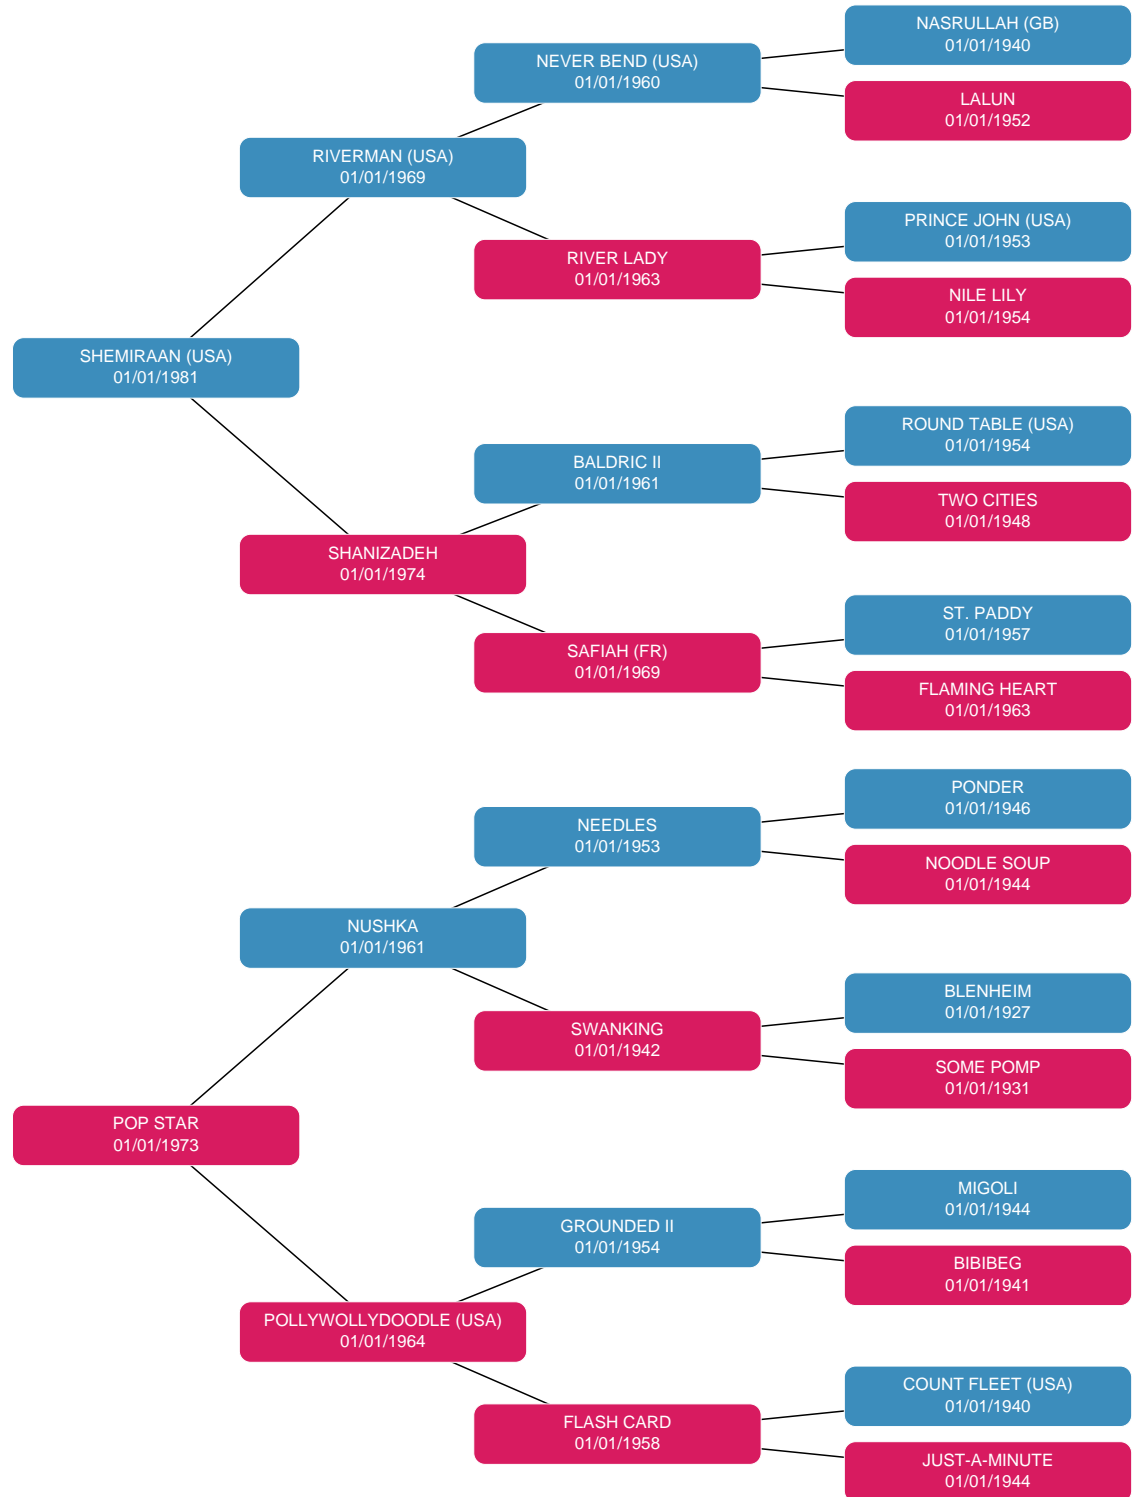 NASRULLAH (GB)
01/01/1940
NEVER BEND (USA)
01/01/1960
LALUN
01/01/1952
RIVERMAN (USA)
01/01/1969
PRINCE JOHN (USA)
01/01/1953
RIVER LADY
01/01/1963
NILE LILY
01/01/1954
SHEMIRAAN (USA)
01/01/1981
ROUND TABLE (USA)
01/01/1954
BALDRIC II
01/01/1961
TWO CITIES
01/01/1948
SHANIZADEH
01/01/1974
ST. PADDY
01/01/1957
SAFIAH (FR)
01/01/1969
FLAMING HEART
01/01/1963
PONDER
01/01/1946
NEEDLES
01/01/1953
NOODLE SOUP
01/01/1944
NUSHKA
01/01/1961
BLENHEIM
01/01/1927
SWANKING
01/01/1942
SOME POMP
01/01/1931
POP STAR
01/01/1973
MIGOLI
01/01/1944
GROUNDED II
01/01/1954
BIBIBEG
01/01/1941
POLLYWOLLYDOODLE (USA)
01/01/1964
COUNT FLEET (USA)
01/01/1940
FLASH CARD
01/01/1958
JUST-A-MINUTE
01/01/1944